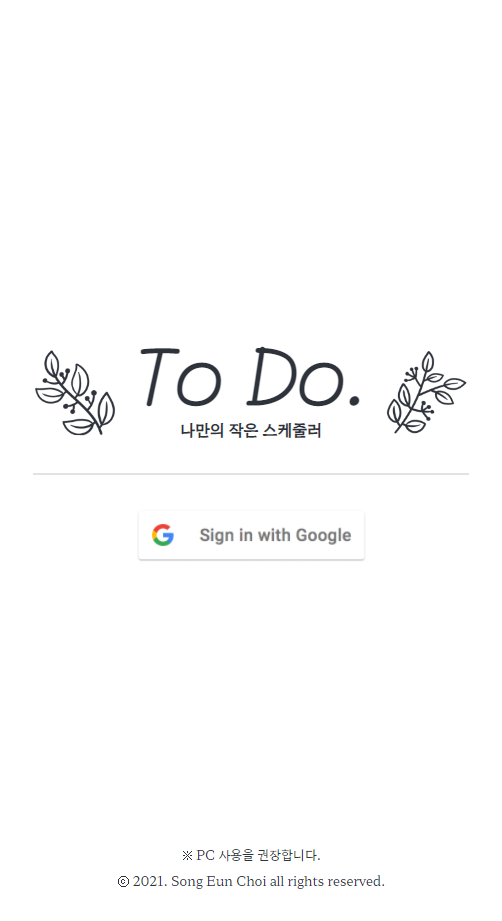 To Do.
나만의 작은 스케줄러
Sign in with Google
※ PC 사용을 권장합니다.
ⓒ 2021. Song Eun Choi all rights reserved.